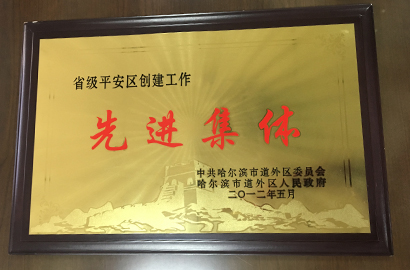 省级平安区创建工作
先进集体
中共哈尔滨市道外区委员会
哈尔滨市道外区人民政府
二〇一二年五月